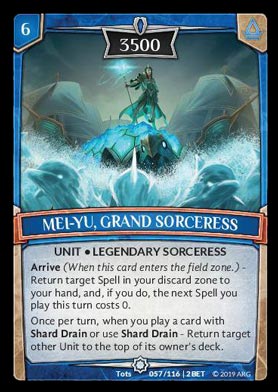 6
3500
MEI-YU, GRAND SORCERESS
UNIT • LEGENDARY SORCERESS
Arrive (When this card enters the field zone.) -
Return target Spell in your discard zone to
your hand, and, if you do, the next Spell you
play this turn costs 0.
Once per turn, when you play a card with
Shard Drain or use Shard Drain - Return target
other Unit to the top of its owner's deck.
Tots 057/116 | 2BET © 2019 ARG